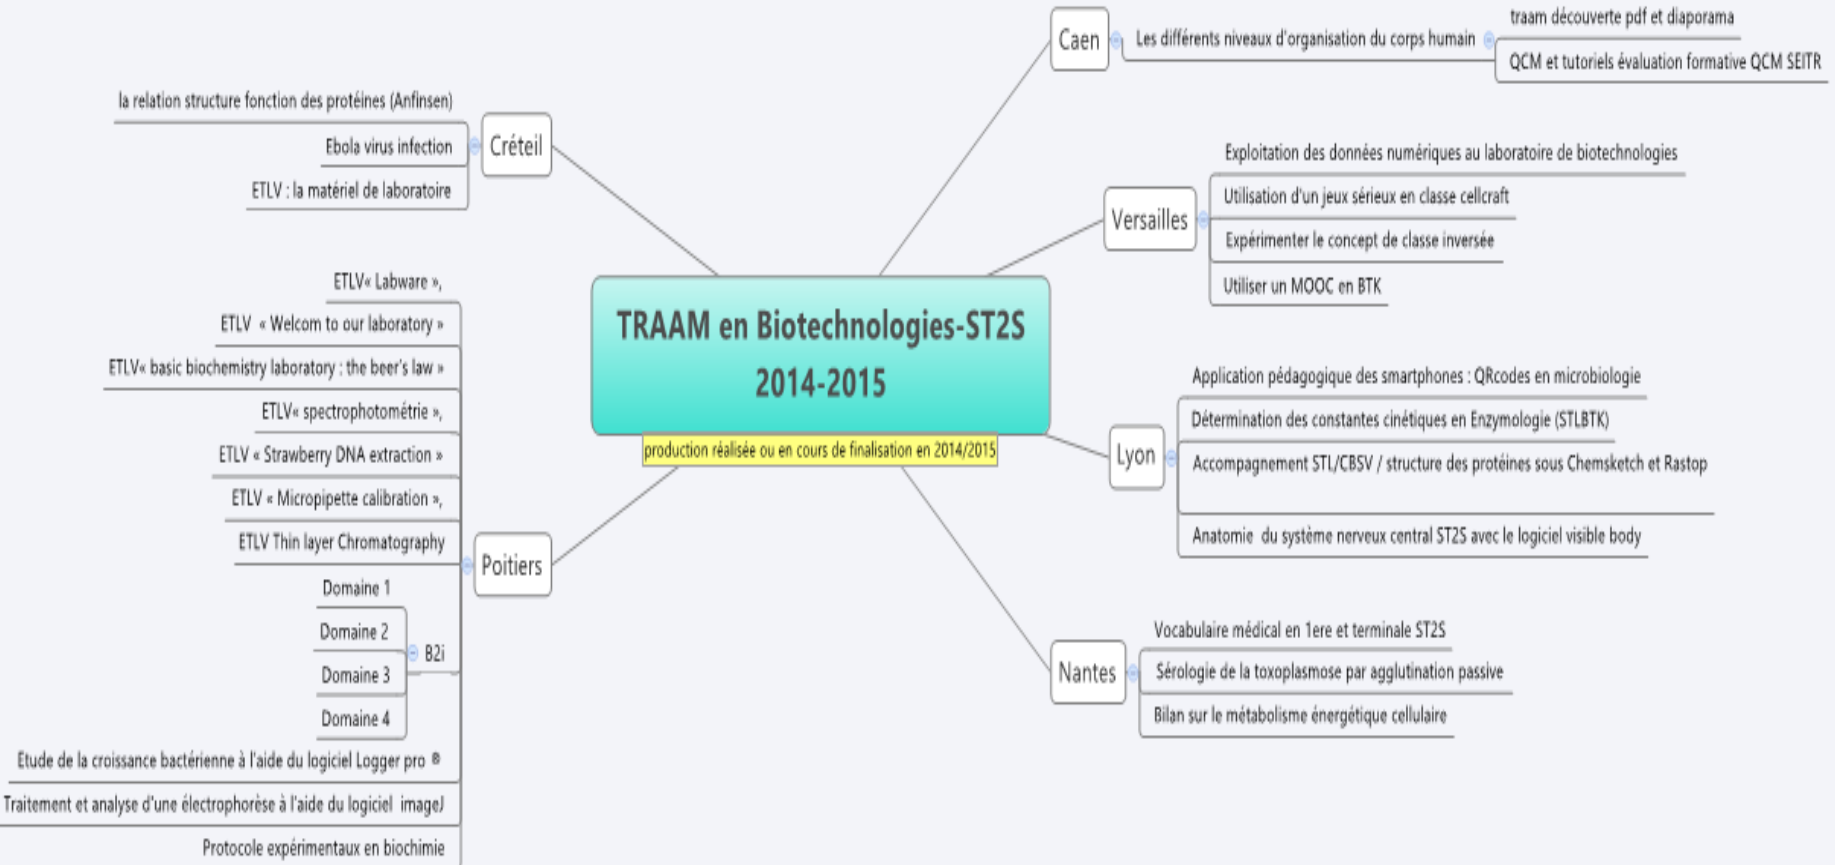 TRAAM en Biotechnologies-ST2S
2014-2015
production réalisée ou en cours de finalisation en 2014/2015
Caen
Les différents niveaux d'organisation du corps humain
traam découverte pdf et diaporama
QCM et tutoriels évaluation formative QCM SEITR
Versailles
Exploitation des données numériques au laboratoire de biotechnologies
Utilisation d'un jeux sérieux en classe cellcraft
Expérimenter le concept de classe inversée
Utiliser un MOOC en BTK
Lyon
Application pédagogique des smartphones : QRcodes en microbiologie
Détermination des constantes cinétiques en Enzymologie (STLBTK)
Accompagnement STL/CBSV / structure des protéines sous Chemsketch et Rastop
Anatomie du système nerveux central ST2S avec le logiciel visible body
Nantes
Vocabulaire médical en 1ere et terminale ST2S
Sérologie de la toxoplasmose par agglutination passive
Bilan sur le métabolisme énergétique cellulaire
Créteil
la relation structure fonction des protéines (Anfinsen)
Ebola virus infection
ETLV : la matériel de laboratoire
Poitiers
ETLV« Labware »,
ETLV « Welcom to our laboratory »
ETLV« basic biochemistry laboratory : the beer's law »
ETLV« spectrophotométrie »,
ETLV « Strawberry DNA extraction »
ETLV « Micropipette calibration »,
ETLV Thin layer Chromatography
B2i
Domaine 1
Domaine 2
Domaine 3
Domaine 4
Etude de la croissance bactérienne à l'aide du logiciel Logger pro ®
Traitement et analyse d'une électrophorèse à l'aide du logiciel imageJ
Protocole expérimentaux en biochimie